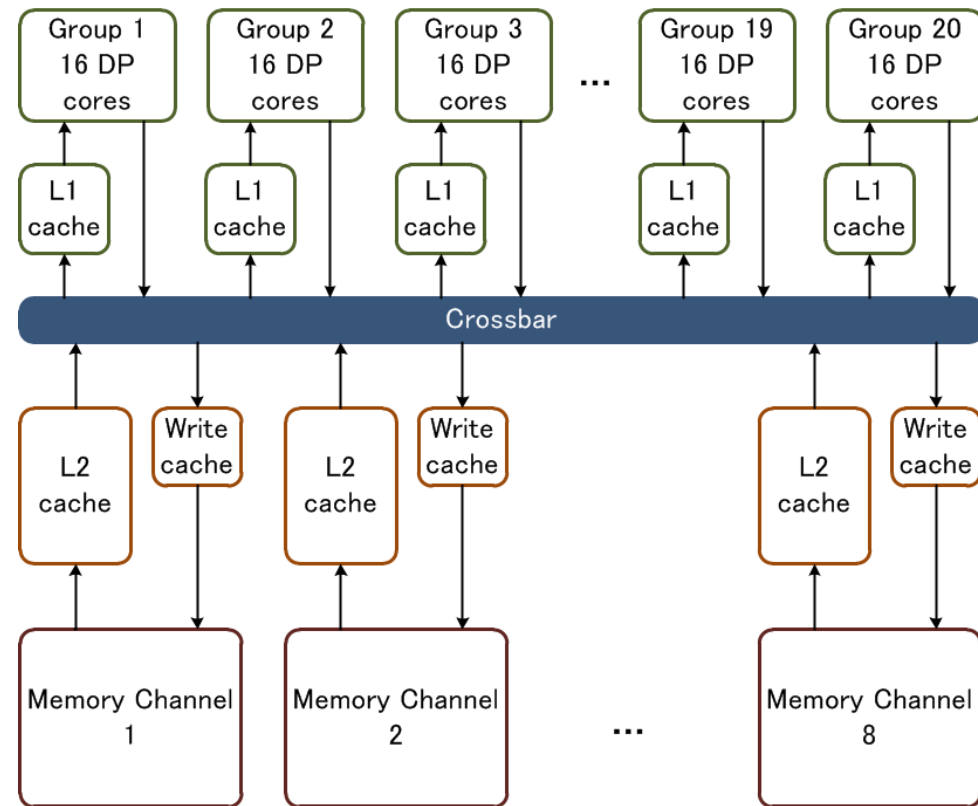 Group 1
16 DP
cores
Group 2
16 DP
cores
Group 3
16 DP
cores
...
Group 19
16 DP
cores
Group 20
16 DP
cores
L1
cache
L1
cache
L1
cache
L1
cache
L1
cache
Crossbar
L2
cache
Write
cache
L2
cache
Write
cache
L2
cache
Write
cache
Memory Channel
1
Memory Channel
2
...
Memory Channel
8